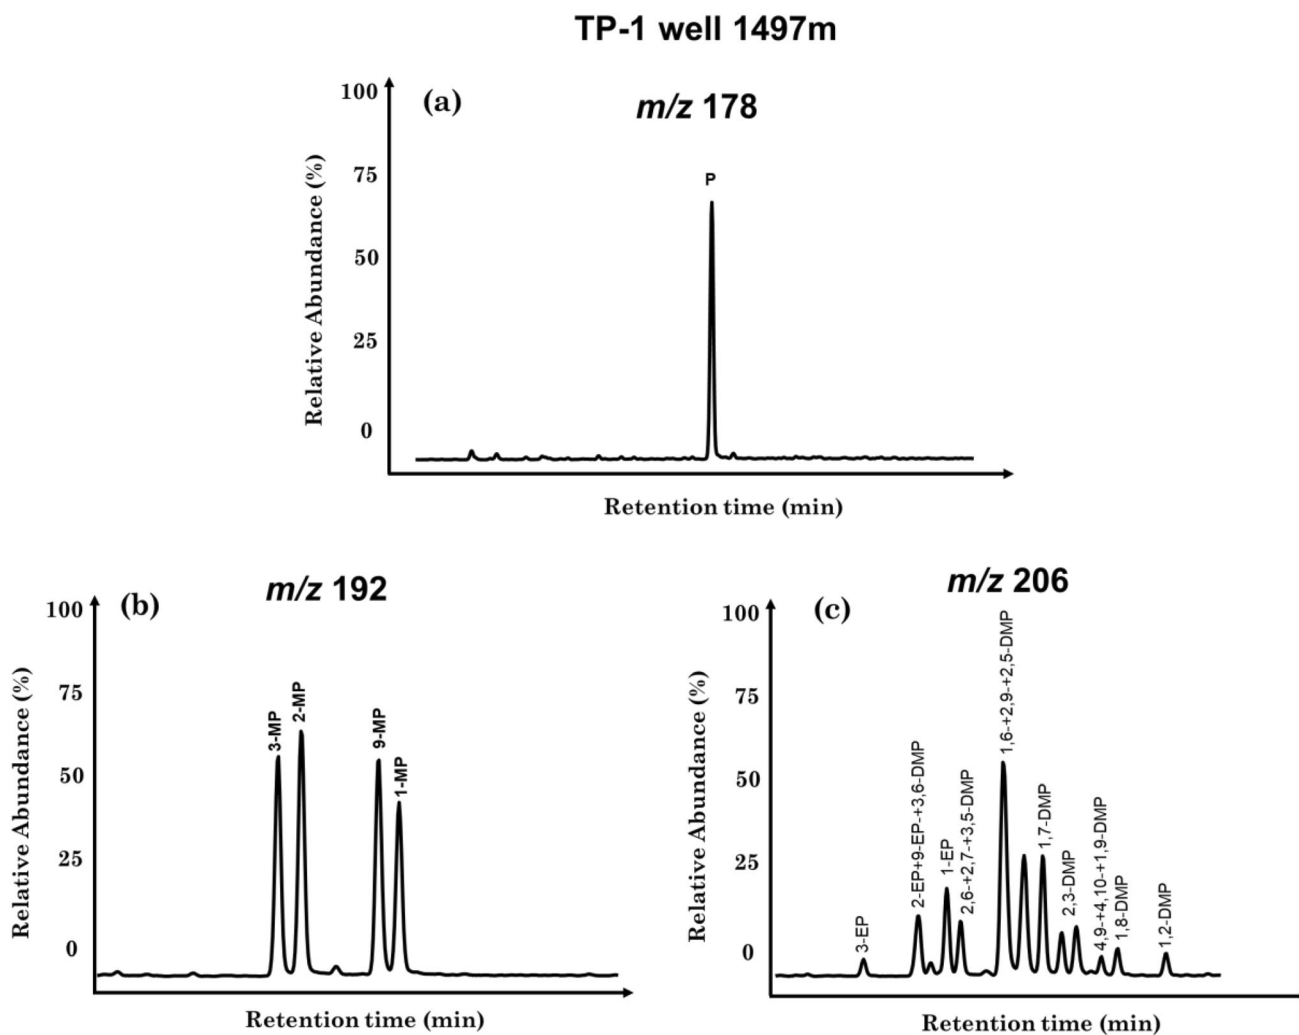 TP-1 well 1497m
(a)
m/z 178
100
75
50
25
0
Relative Abundance (%)
P
Retention time (min)
(b)
m/z 192
100
75
50
25
0
Relative Abundance (%)
3-MP
2-MP
9-MP
1-MP
Retention time (min)
(c)
m/z 206
100
75
50
25
0
Relative Abundance (%)
3-EP
2-EP+9-EP-+3,6-DMP
1-EP
2,6-+2,7-+3,5-DMP
1,6-+2,9-+2,5-DMP
1,7-DMP
2,3-DMP
4,9-+4,10-+1,9-DMP
1,8-DMP
1,2-DMP
Retention time (min)